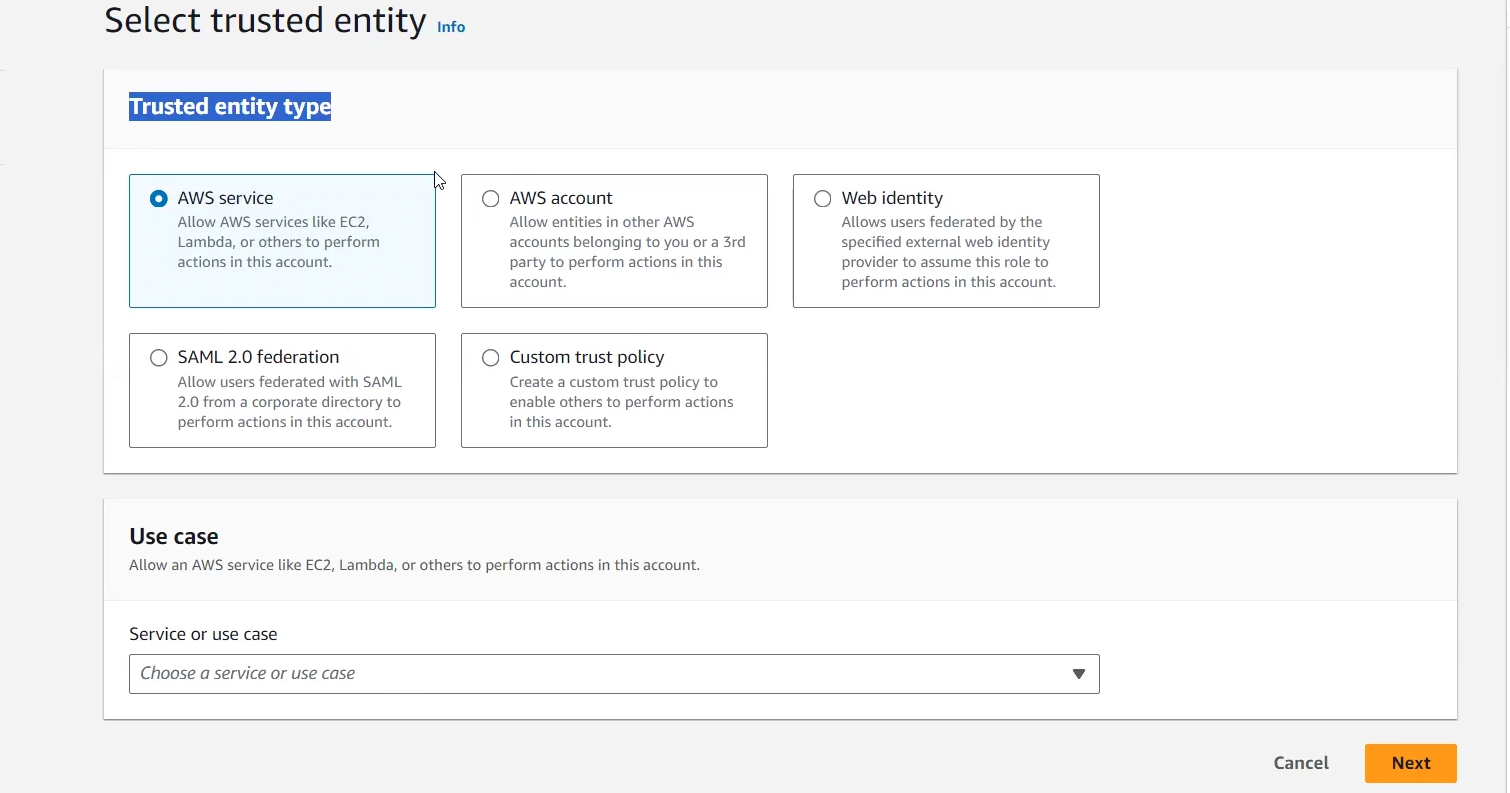 Select trusted entity Info
Trusted entity type
AWS service
Allow AWS services like EC2,
Lambda, or others to perform
actions in this account.
AWS account
Allow entities in other AWS
accounts belonging to you or a 3rd
party to perform actions in this
account.
Web identity
Allows users federated by the
specified external web identity
provider to assume this role to
perform actions in this account.
SAML 2.0 federation
Allow users federated with SAML
2.0 from a corporate directory to
perform actions in this account.
Custom trust policy
Create a custom trust policy to
enable others to perform actions
in this account.
Use case
Allow an AWS service like EC2, Lambda, or others to perform actions in this account.
Service or use case
Choose a service or use case
Cancel
Next